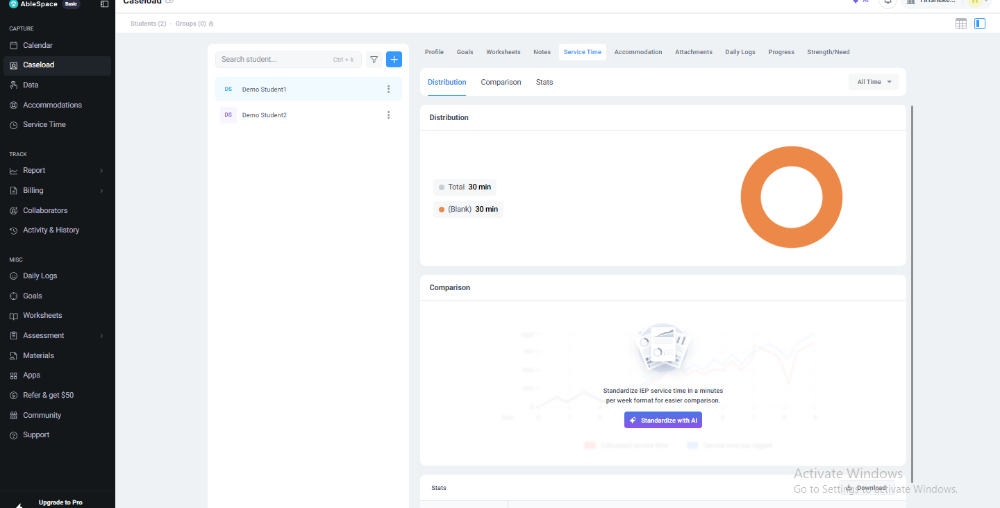 AbleSpace Basic
Caseload
AI
Students (2) - Groups (0)
CAPTURE
Calendar
Caseload
Data
Accommodations
Service Time
TRACK
Report
Billing
Collaborators
Activity & History
MISC
Daily Logs
Goals
Worksheets
Assessment
Materials
Apps
Refer & get $50
Community
Support
Upgrade to Pro
Search student... Ctrl + k
DS Demo Student1
DS Demo Student2
Profile Goals Worksheets Notes Service Time Accommodation Attachments Daily Logs Progress Strength/Need
Distribution Comparison Stats All Time
Distribution
Total 30 min
(Blank) 30 min
Comparison
Standardize IEP service time in a minutes
per week format for easier comparison.
Standardize with AI
Stats Download
Activate Windows
Go to Settings to activate Windows.